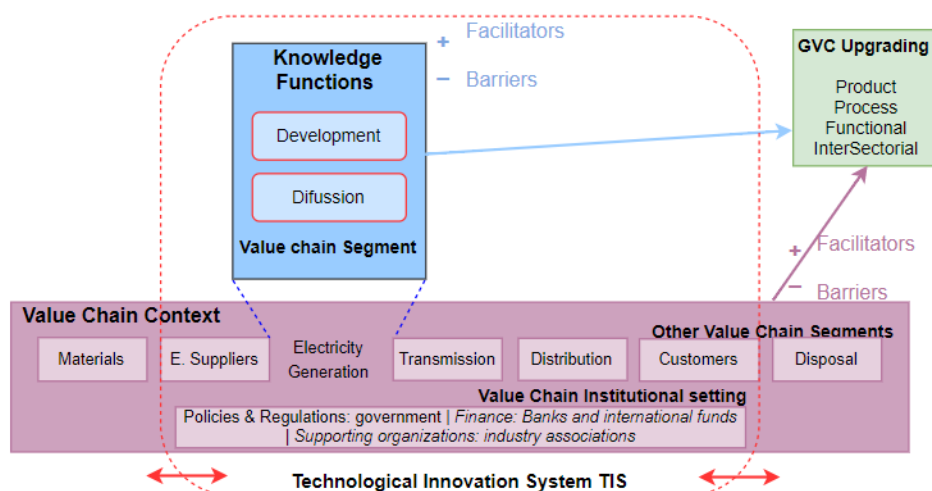 Knowledge
Functions
Development
Difussion
Value chain Segment
+ Facilitators
− Barriers
GVC Upgrading
Product
Process
Functional
InterSectorial
+ Facilitators
− Barriers
Value Chain Context
Other Value Chain Segments
Materials
E. Suppliers
Electricity
Generation
Transmission
Distribution
Customers
Disposal
Value Chain Institutional setting
Policies & Regulations: government | Finance: Banks and international funds
| Supporting organizations: industry associations
Technological Innovation System TIS